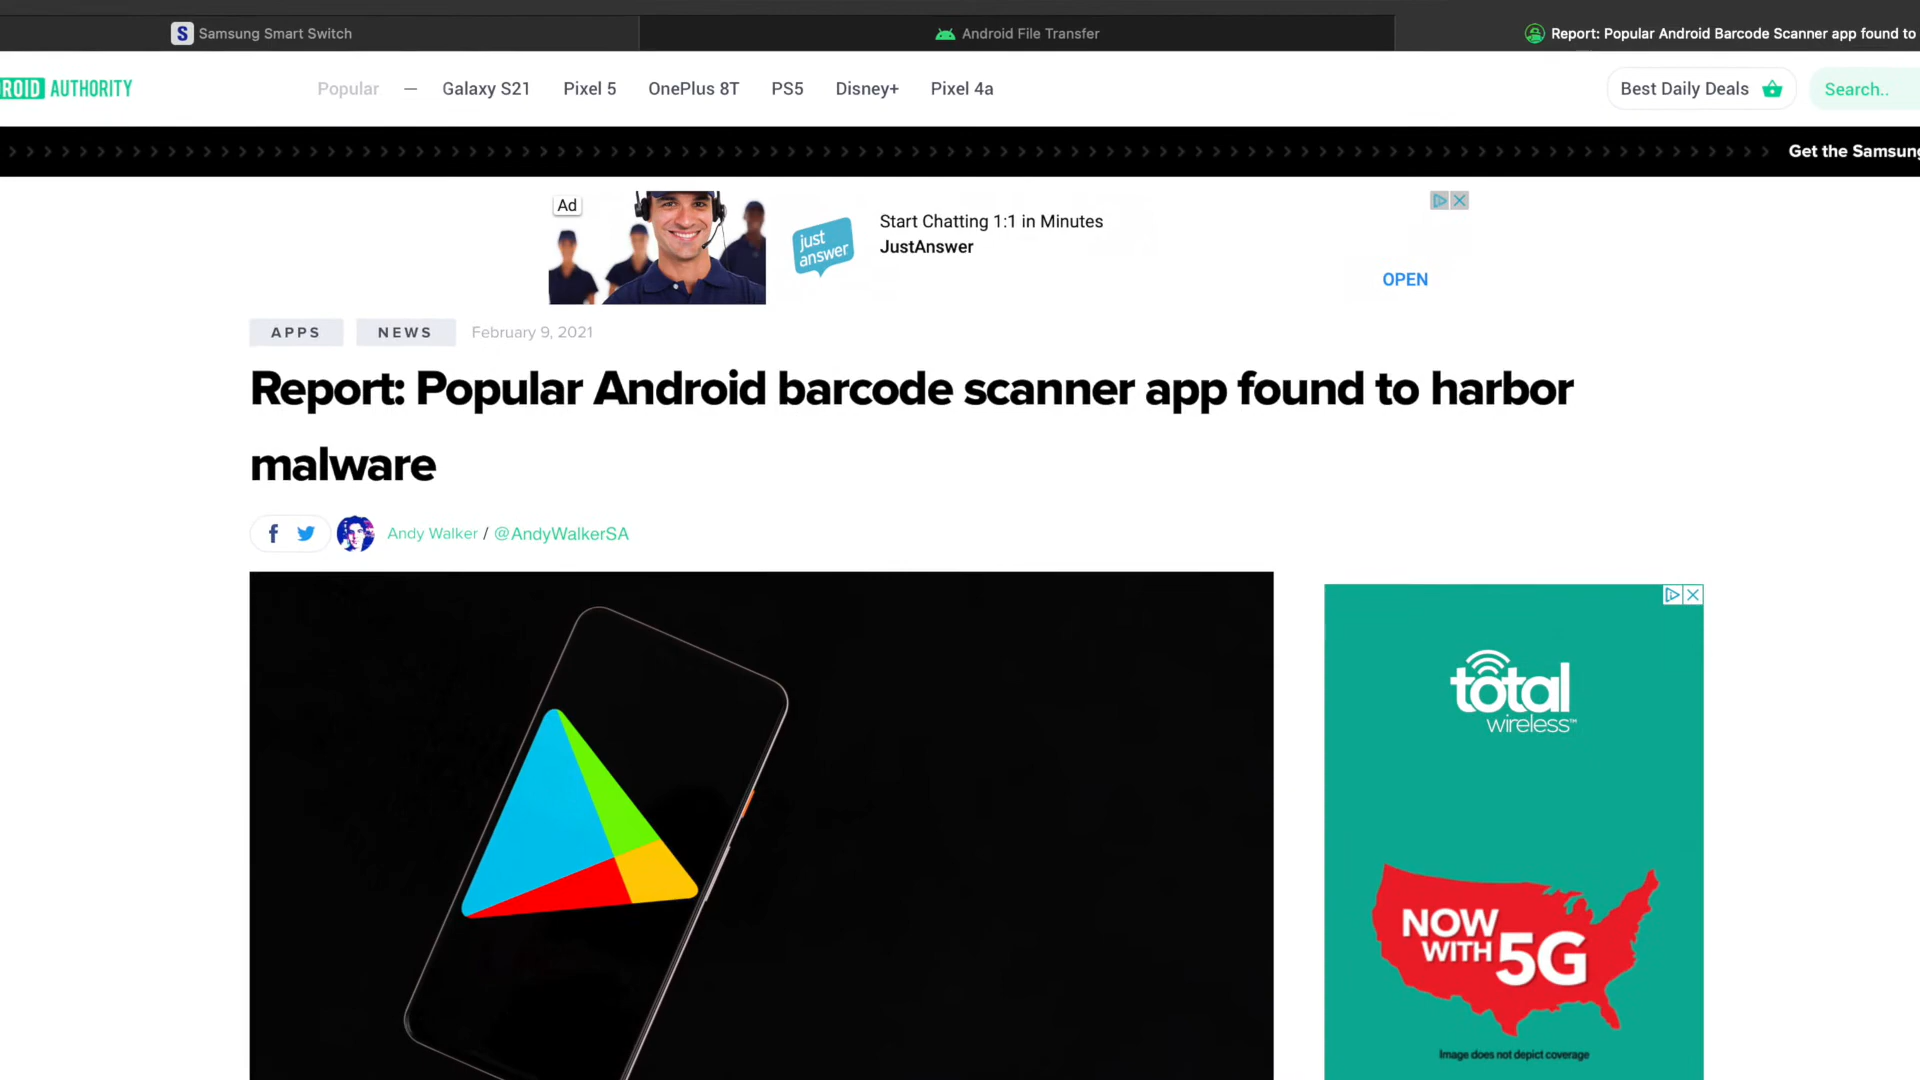 S Samsung Smart Switch
Android File Transfer
Report: Popular Android Barcode Scanner app found to
ROID AUTHORITY
Popular — Galaxy S21 Pixel 5 OnePlus 8T PS5 Disney+ Pixel 4a
Best Daily Deals
Search..
Get the Samsung
Ad
just
answer
Start Chatting 1:1 in Minutes
JustAnswer
OPEN
APPS NEWS February 9, 2021
Report: Popular Android barcode scanner app found to harbor
malware
Andy Walker / @AndyWalkerSA
total
wireless™
NOW
WITH 5G
Image does not depict coverage